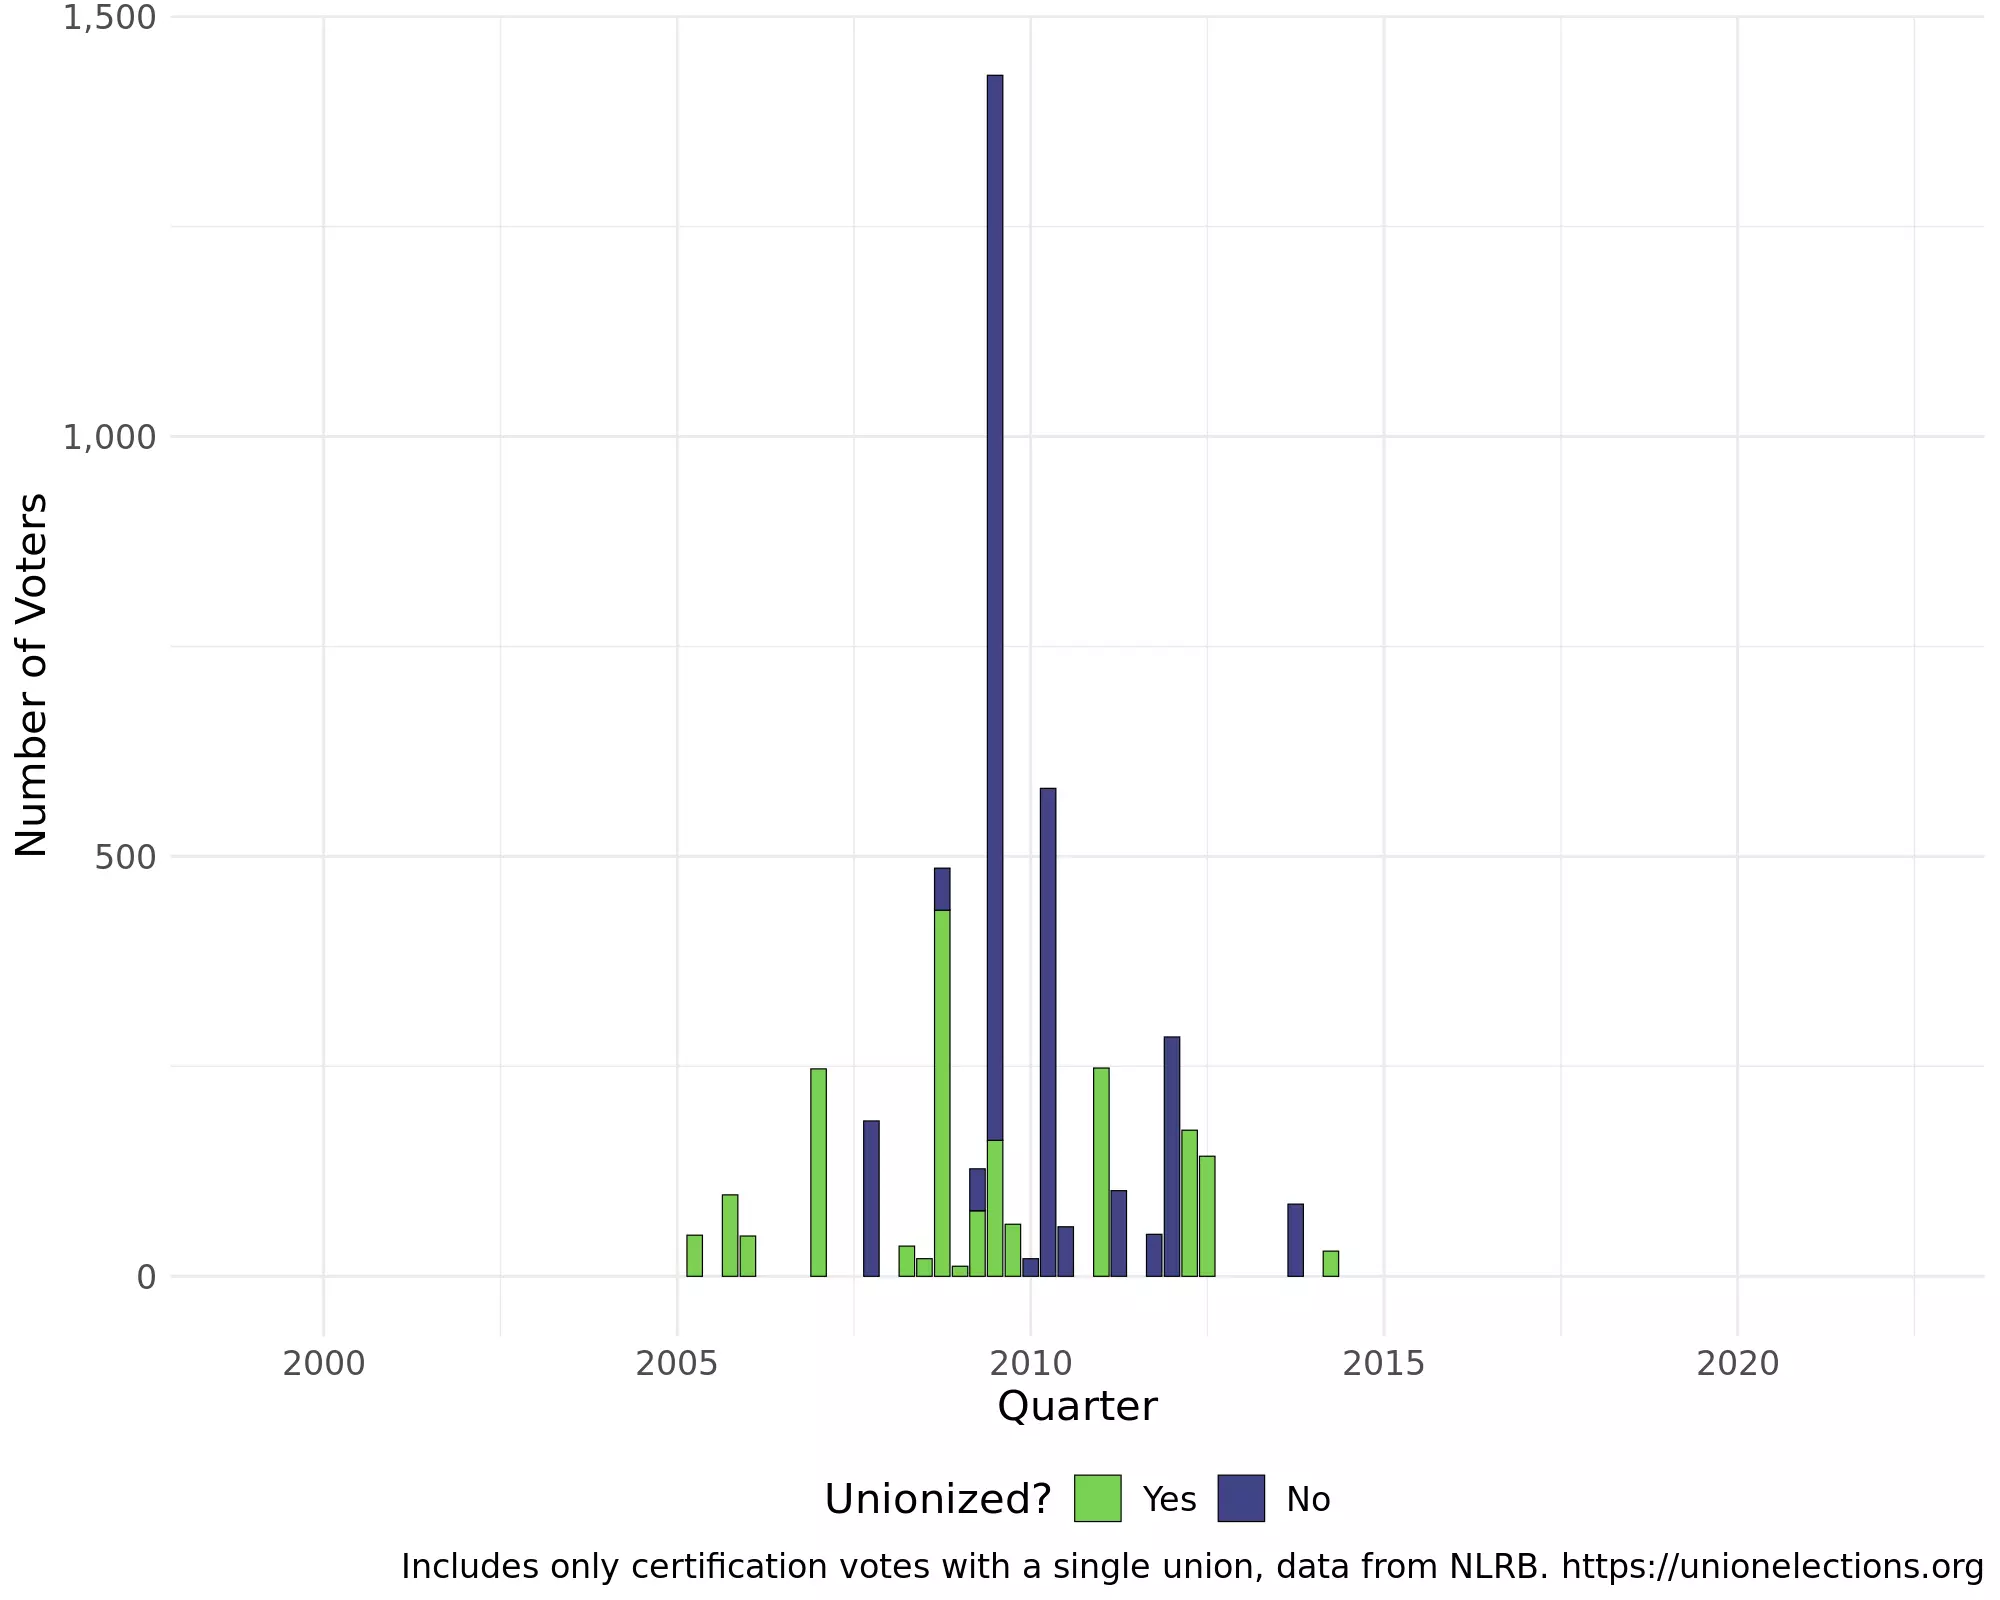 1,500
1,000
500
0
Number of Voters
2000 2005 2010 2015 2020
Quarter
Unionized? Yes No
Includes only certification votes with a single union, data from NLRB. https://unionelections.org